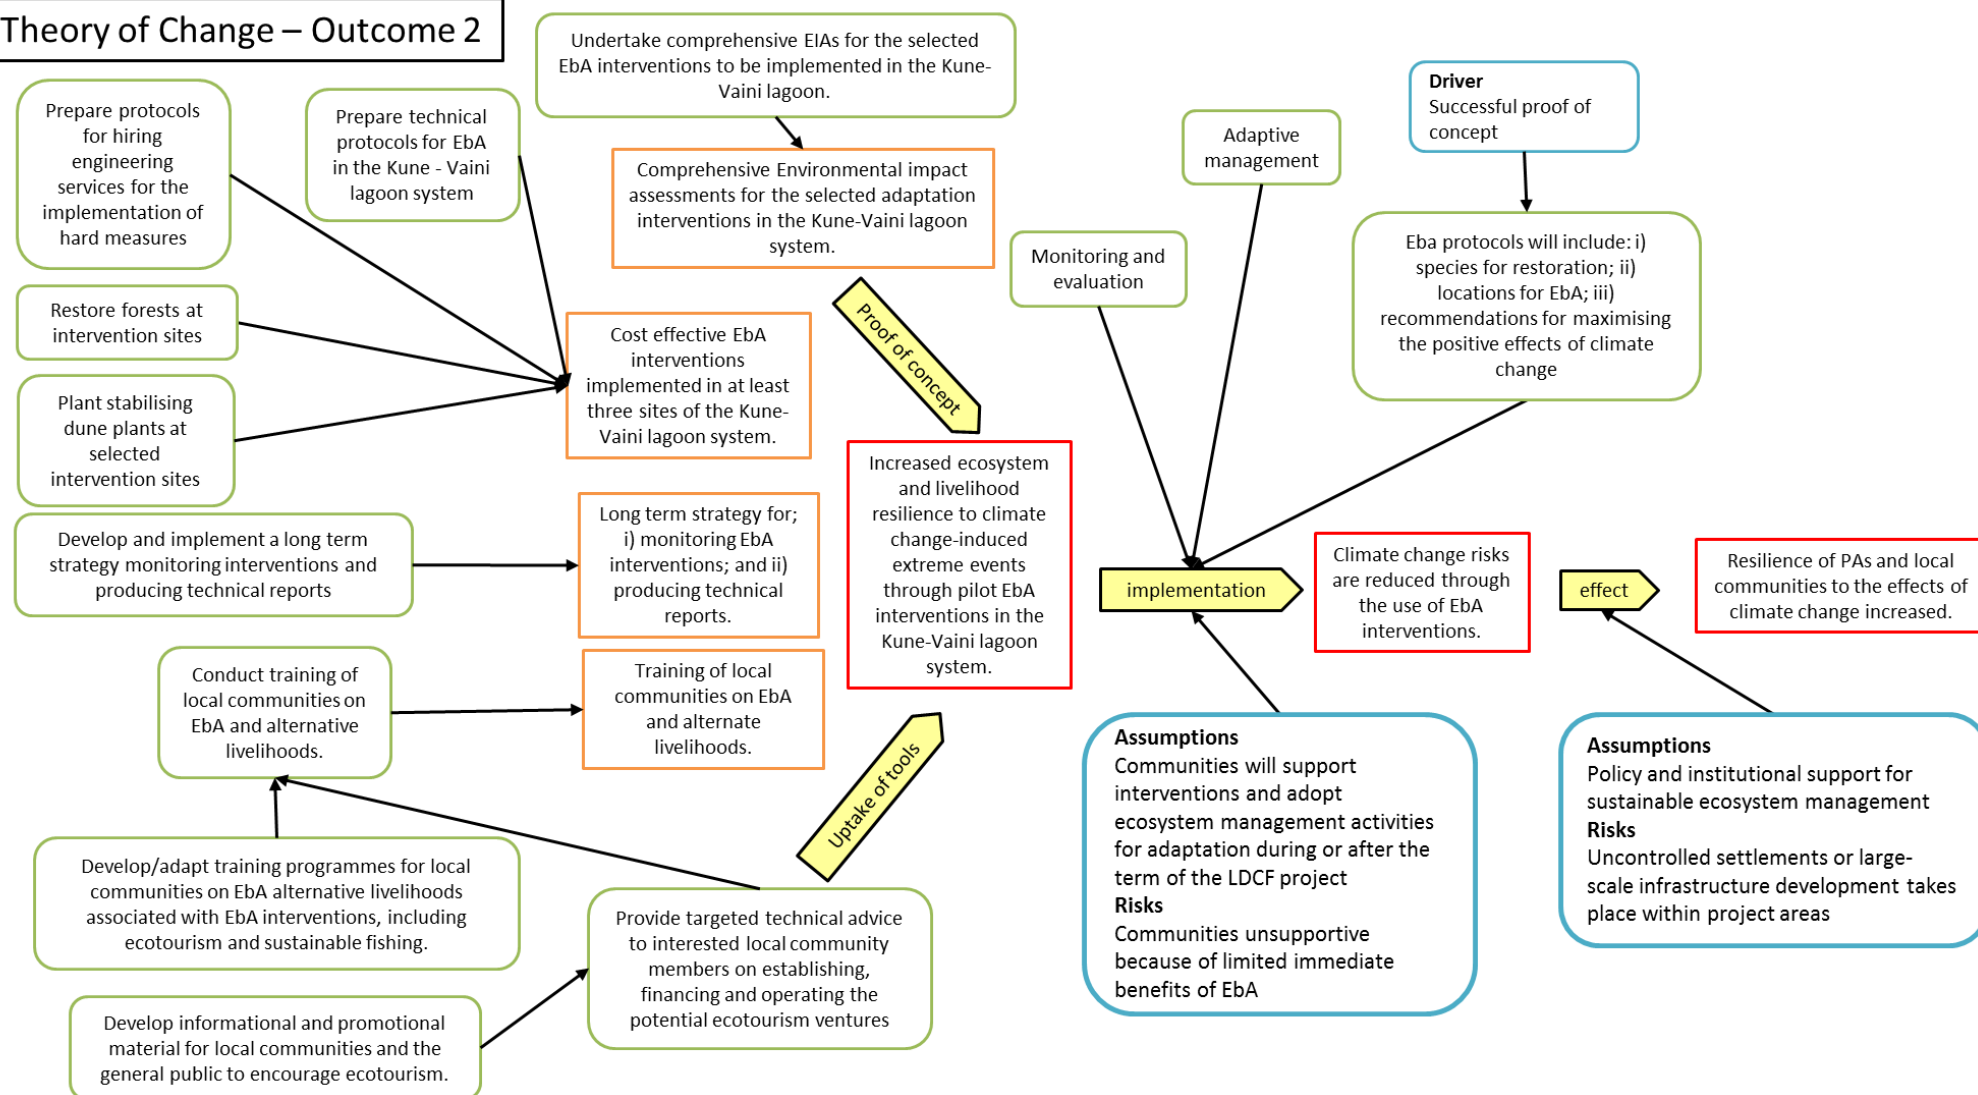 Theory of Change – Outcome 2
Undertake comprehensive EIAs for the selected
EbA interventions to be implemented in the Kune-
Vaini lagoon.
Prepare protocols
for hiring
engineering
services for the
implementation of
hard measures
Prepare technical
protocols for EbA
in the Kune - Vaini
lagoon system
Comprehensive Environmental impact
assessments for the selected adaptation
interventions in the Kune-Vaini lagoon
system.
Restore forests at
intervention sites
Plant stabilising
dune plants at
selected
intervention sites
Cost effective EbA
interventions
implemented in at least
three sites of the Kune-
Vaini lagoon system.
Proof of concept
Develop and implement a long term
strategy monitoring interventions and
producing technical reports
Long term strategy for;
i) monitoring EbA
interventions; and ii)
producing technical
reports.
Conduct training of
local communities on
EbA and alternative
livelihoods.
Training of local
communities on EbA
and alternate
livelihoods.
Develop/adapt training programmes for local
communities on EbA alternative livelihoods
associated with EbA interventions, including
ecotourism and sustainable fishing.
Develop informational and promotional
material for local communities and the
general public to encourage ecotourism.
Provide targeted technical advice
to interested local community
members on establishing,
financing and operating the
potential ecotourism ventures
Uptake of tools
Increased ecosystem
and livelihood
resilience to climate
change-induced
extreme events
through pilot EbA
interventions in the
Kune-Vaini lagoon
system.
Monitoring and
evaluation
Adaptive
management
Driver
Successful proof of
concept
Eba protocols will include: i)
species for restoration; ii)
locations for EbA; iii)
recommendations for maximising
the positive effects of climate
change
implementation
Climate change risks
are reduced through
the use of EbA
interventions.
effect
Resilience of PAs and local
communities to the effects of
climate change increased.
Assumptions
Communities will support
interventions and adopt
ecosystem management activities
for adaptation during or after the
term of the LDCF project
Risks
Communities unsupportive
because of limited immediate
benefits of EbA
Assumptions
Policy and institutional support for
sustainable ecosystem management
Risks
Uncontrolled settlements or large-
scale infrastructure development takes
place within project areas